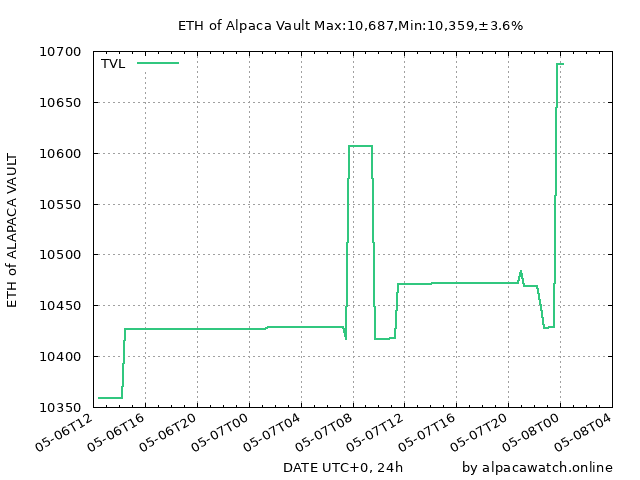 ETH of Alpaca Vault Max:10,687,Min:10,359,±3.6%
TVL
10700
10650
10600
10550
10500
10450
10400
10350
ETH of ALAPACA VAULT
05-06T12
05-06T16
05-06T20
05-07T00
05-07T04
05-07T08
05-07T12
05-07T16
05-07T20
05-08T00
05-08T04
DATE UTC+0, 24h
by alpacawatch.online